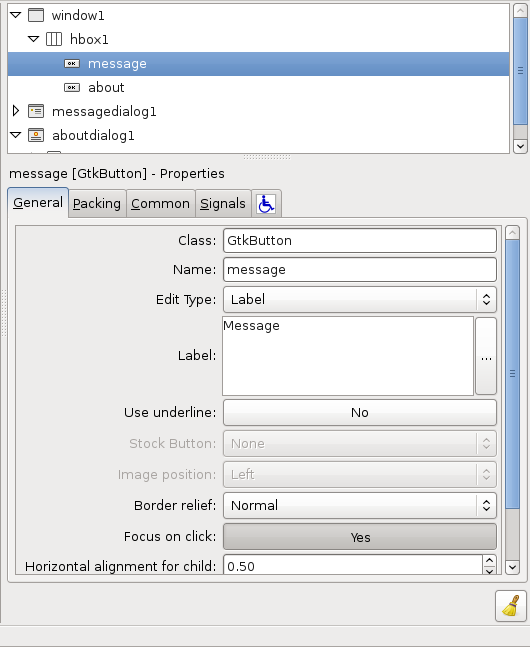 window1
hbox1
message
about
messagedialog1
aboutdialog1
message [GtkButton] - Properties
General Packing Common Signals
Class: GtkButton
Name: message
Edit Type: Label
Label: Message ...
Use underline: No
Stock Button: None
Image position: Left
Border relief: Normal
Focus on click: Yes
Horizontal alignment for child: 0.50